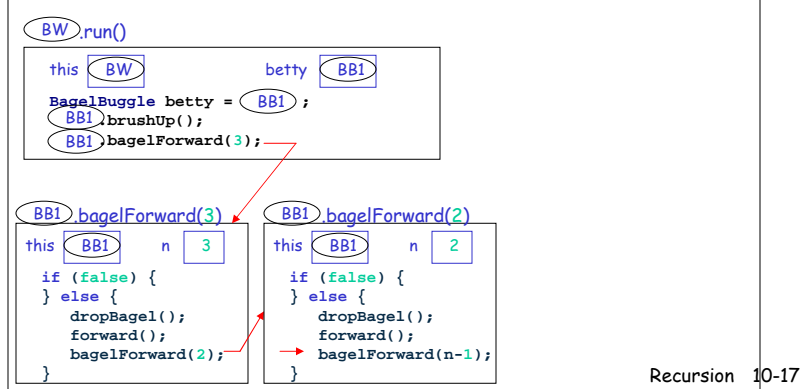 BW.run()
this BW betty BB1
BagelBuggle betty = BB1 ;
BB1.brushUp();
BB1.bagelForward(3);
BB1.bagelForward(3)
this BB1 n 3
if (false) {
} else {
dropBagel();
forward();
bagelForward(2);
}
BB1.bagelForward(2)
this BB1 n 2
if (false) {
} else {
dropBagel();
forward();
bagelForward(n-1);
}
Recursion 10-17